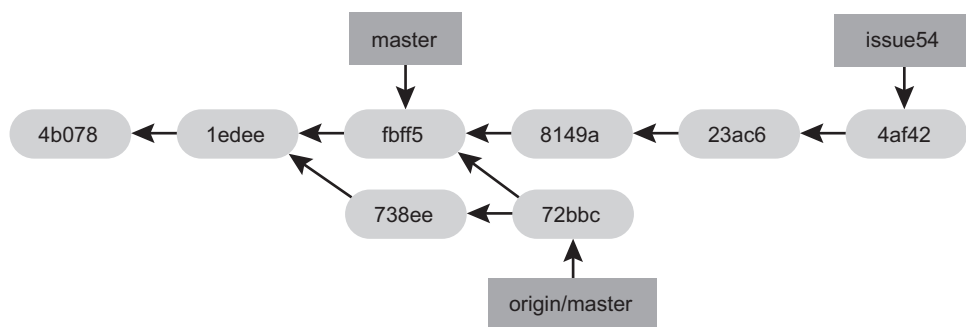 master
issue54
4b078
1edee
fbff5
8149a
23ac6
4af42
738ee
72bbc
origin/master